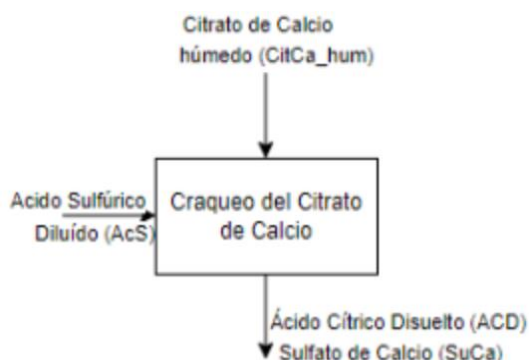 Citrato de Calcio
húmedo (CitCa_hum)
Acido Sulfúrico
Diluído (AcS)
Craqueo del Citrato
de Calcio
Ácido Cítrico Disuelto (ACD)
Sulfato de Calcio (SuCa)